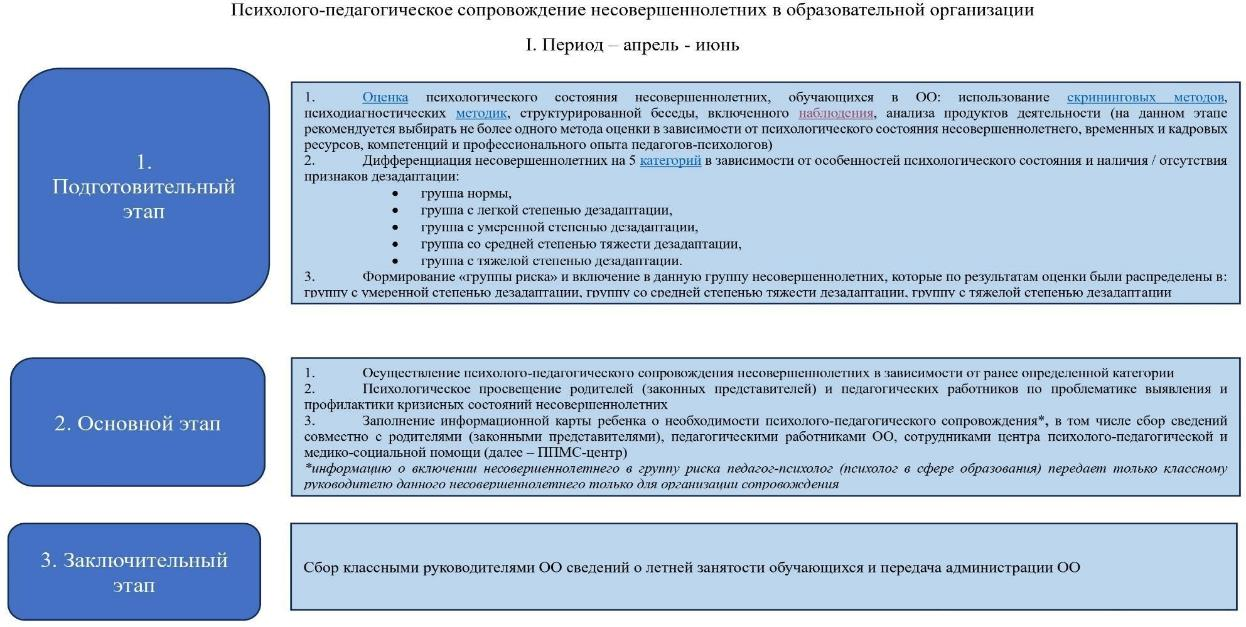 Психолого-педагогическое сопровождение несовершеннолетних в образовательной организации
I. Период – апрель - июнь
1.
Подготовительный
этап
1. Оценка психологического состояния несовершеннолетних, обучающихся в ОО: использование скрининговых методов,
психодиагностических методик, структурированной беседы, включенного наблюдения, анализа продуктов деятельности (на данном этапе
рекомендуется выбирать не более одного метода оценки в зависимости от психологического состояния несовершеннолетнего, временных и кадровых
ресурсов, компетенций и профессионального опыта педагогов-психологов)
2. Дифференциация несовершеннолетних на 5 категорий в зависимости от особенностей психологического состояния и наличия / отсутствия
признаков дезадаптации:
• группа нормы,
• группа с легкой степенью дезадаптации,
• группа с умеренной степенью дезадаптации,
• группа со средней степенью тяжести дезадаптации,
• группа с тяжелой степенью дезадаптации.
3. Формирование «группы риска» и включение в данную группу несовершеннолетних, которые по результатам оценки были распределены в:
группу с умеренной степенью дезадаптации, группу со средней степенью тяжести дезадаптации, группу с тяжелой степенью дезадаптации
2. Основной этап
1. Осуществление психолого-педагогического сопровождения несовершеннолетних в зависимости от ранее определенной категории
2. Психологическое просвещение родителей (законных представителей) и педагогических работников по проблематике выявления и
профилактики кризисных состояний несовершеннолетних
3. Заполнение информационной карты ребенка о необходимости психолого-педагогического сопровождения*, в том числе сбор сведений
совместно с родителями (законными представителями), педагогическими работниками ОО, сотрудниками центра психолого-педагогической и
медико-социальной помощи (далее – ППМС-центр)
*информацию о включении несовершеннолетнего в группу риска педагог-психолог (психолог в сфере образования) передает только классному
руководителю данного несовершеннолетнего только для организации сопровождения
3. Заключительный
этап
Сбор классными руководителями ОО сведений о летней занятости обучающихся и передача администрации ОО